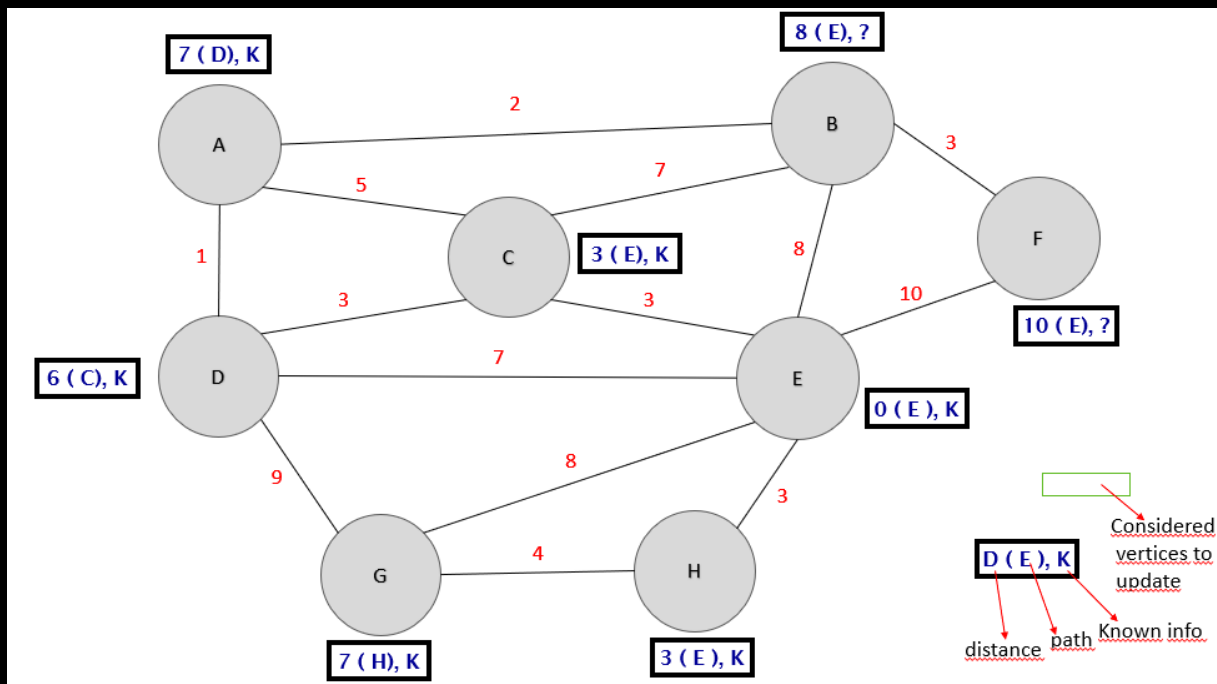 8 ( E), ?
7 ( D), K
2
B
3
A
5
7
F
C
3 ( E), K
1
8
3
3
10
10 ( E), ?
7
6 ( C), K
D
E
0 ( E ), K
8
9
3
Considered
vertices to
update
4
D ( E ), K
G
H
Known info
path
distance
7 ( H), K
3 ( E ), K